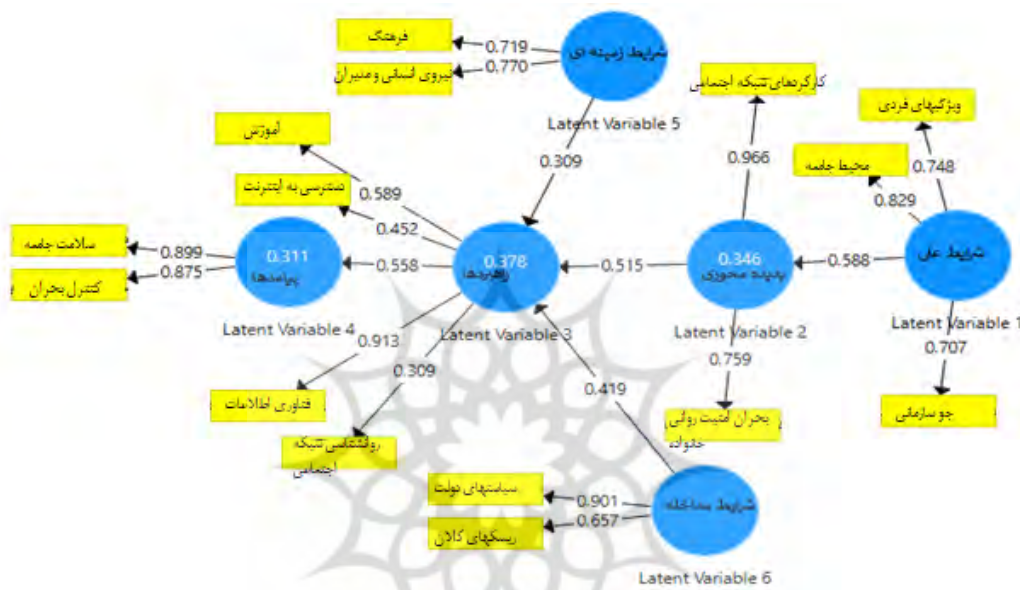 فرهنگ
0.719
شرایط زمینه ای
نیروی انسانی و مدیران
0.770
Latent Variable 5
0.309
کارکردهای شبکه اجتماعی
0.966
ویژگیهای فردی
0.748
محیط جامعه
0.829
آموزش
0.589
دسترسی به اینترنت
0.452
سلامت جامعه
0.899
کنترل بحران
0.875
0.311
پیامدها
Latent Variable 4
0.558
0.378
راهبردها
Latent Variable 3
0.515
0.346
پدیده محوری
Latent Variable 2
0.588
شرایط علی
Latent Variable 1
0.707
جو سازمانی
0.913
فناوری اطلاعات
0.309
روانشناسی شبکه
اجتماعی
0.759
بحران امنیت روانی
خانواده
0.419
سیاستهای دولت
0.901
ریسکهای کلان
0.657
شرایط مداخله
Latent Variable 6